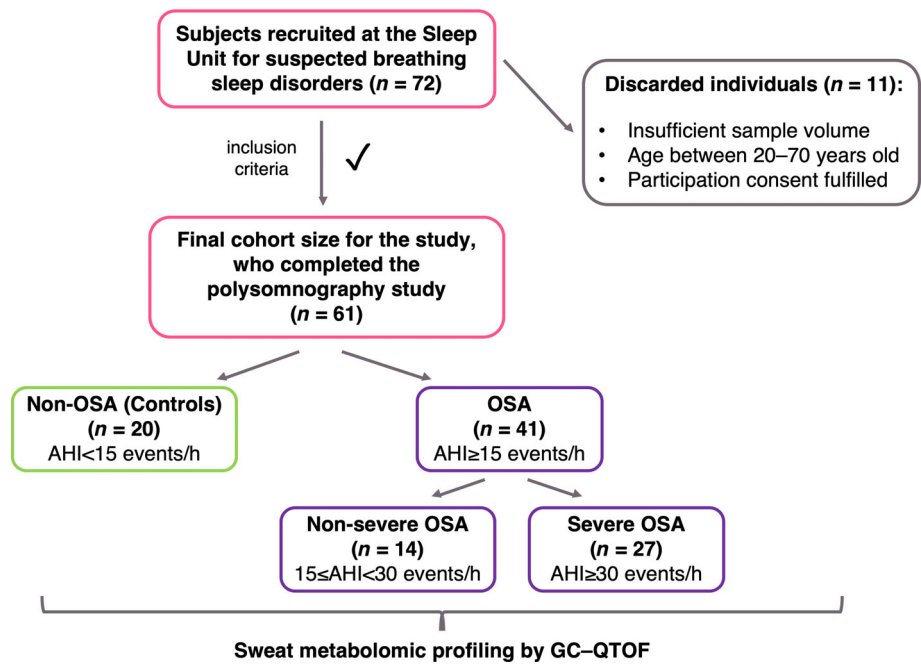 Subjects recruited at the Sleep
Unit for suspected breathing
sleep disorders (n = 72)
Discarded individuals (n = 11):
• Insufficient sample volume
• Age between 20–70 years old
• Participation consent fulfilled
inclusion
criteria
Final cohort size for the study,
who completed the
polysomnography study
(n = 61)
Non-OSA (Controls)
(n = 20)
AHI<15 events/h
OSA
(n = 41)
AHI≥15 events/h
Non-severe OSA
(n = 14)
15≤AHI<30 events/h
Severe OSA
(n = 27)
AHI≥30 events/h
Sweat metabolomic profiling by GC–QTOF